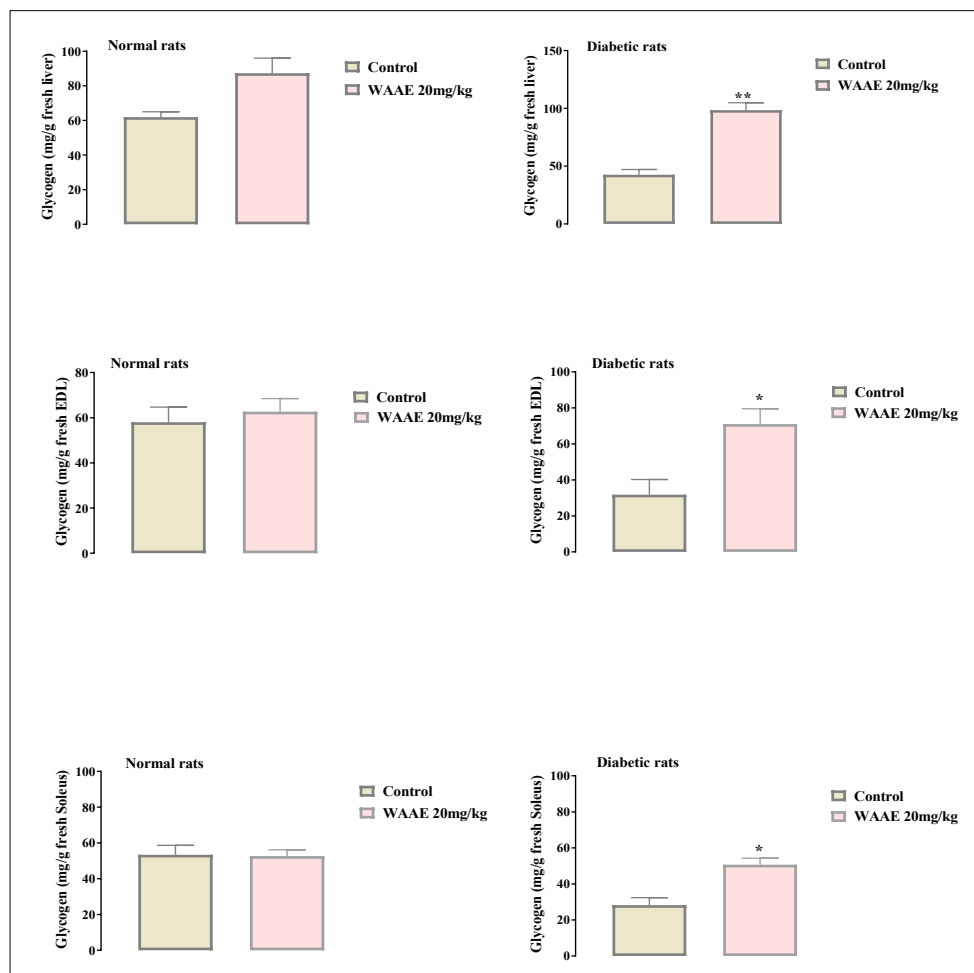 Normal rats
Glycogen (mg/g fresh liver)
100
80
60
40
20
0
Control
WAAE 20mg/kg
Diabetic rats
Glycogen (mg/g fresh liver)
150
100
50
0
**
Control
WAAE 20mg/kg
Normal rats
Glycogen (mg/g fresh EDL)
80
60
40
20
0
Control
WAAE 20mg/kg
Diabetic rats
Glycogen (mg/g fresh EDL)
100
80
60
40
20
0
*
Control
WAAE 20mg/kg
Normal rats
Glycogen (mg/g fresh Soleus)
100
80
60
40
20
0
Control
WAAE 20mg/kg
Diabetic rats
Glycogen (mg/g fresh Soleus)
100
80
60
40
20
0
*
Control
WAAE 20mg/kg